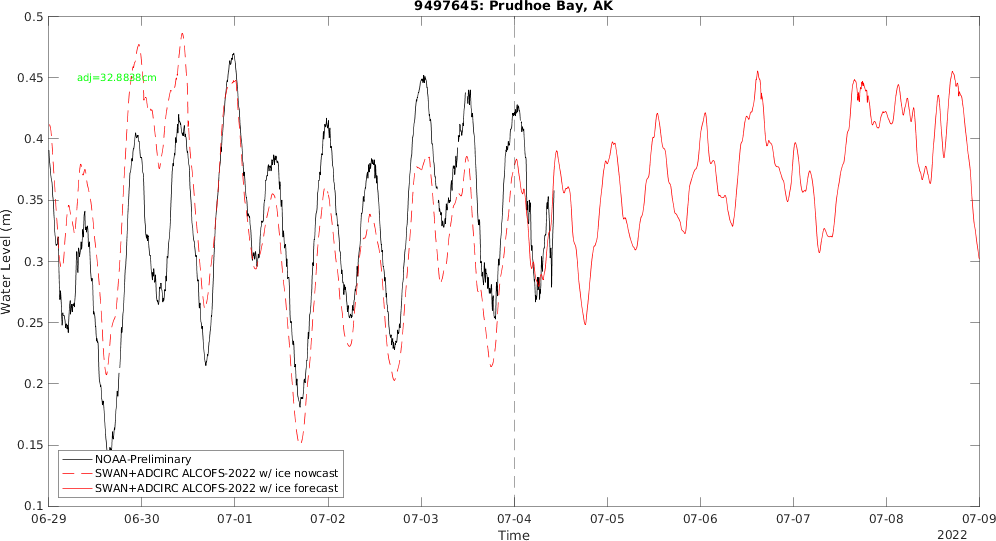 9497645: Prudhoe Bay, AK
0.5
0.45
0.4
0.35
0.3
0.25
0.2
0.15
0.1
Water Level (m)
adj=32.8838cm
NOAA-Preliminary
SWAN+ADCIRC ALCOFS-2022 w/ ice nowcast
SWAN+ADCIRC ALCOFS-2022 w/ ice forecast
06-29 06-30 07-01 07-02 07-03 07-04 07-05 07-06 07-07 07-08 07-09
Time
2022